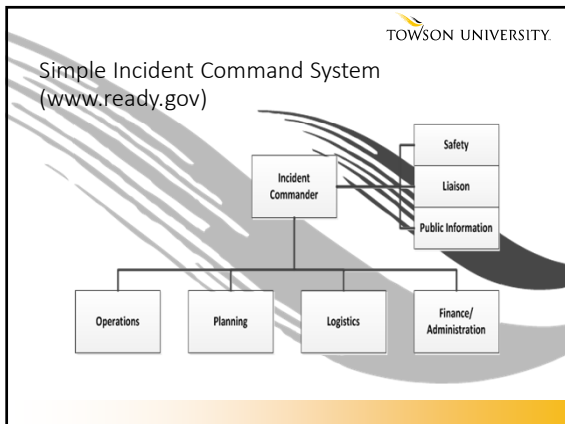 TOWSON UNIVERSITY.
Simple Incident Command System
(www.ready.gov)
Safety
Incident
Commander
Liaison
Public Information
Operations
Planning
Logistics
Finance/
Administration